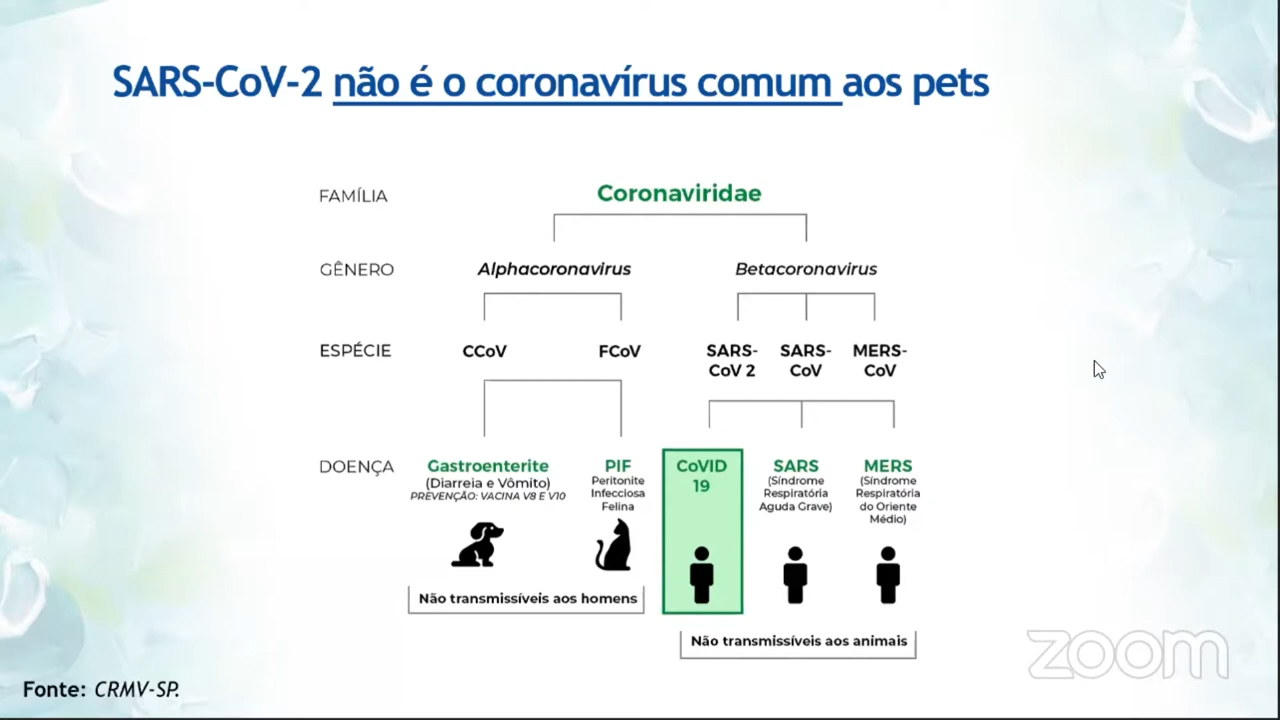 SARS-CoV-2 não é o coronavírus comum aos pets
FAMÍLIA
Coronaviridae
GÊNERO
Alphacoronavirus
Betacoronavirus
ESPÉCIE
CCoV
FCoV
SARS-
CoV 2
SARS-
CoV
MERS-
CoV
DOENÇA
Gastroenterite
(Diarreia e Vômito)
PREVENÇÃO: VACINA V8 E V10
PIF
Peritonite
Infecciosa
Felina
CoVID
19
SARS
(Síndrome
Respiratória
Aguda Grave)
MERS
(Síndrome
Respiratória
do Oriente
Médio)
Não transmissíveis aos homens
Não transmissíveis aos animais
zoom
Fonte: CRMV-SP.